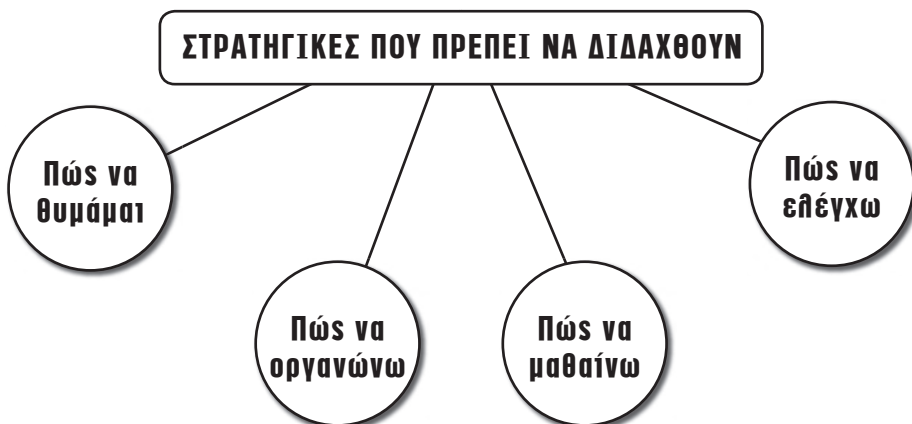 ΣΤΡΑΤΗΓΙΚΕΣ ΠΟΥ ΠΡΕΠΕΙ ΝΑ ΔΙΔΑΧΘΟΥΝ
Πώς να
θυμάμαι
Πώς να
οργανώνω
Πώς να
μαθαίνω
Πώς να
ελέγχω